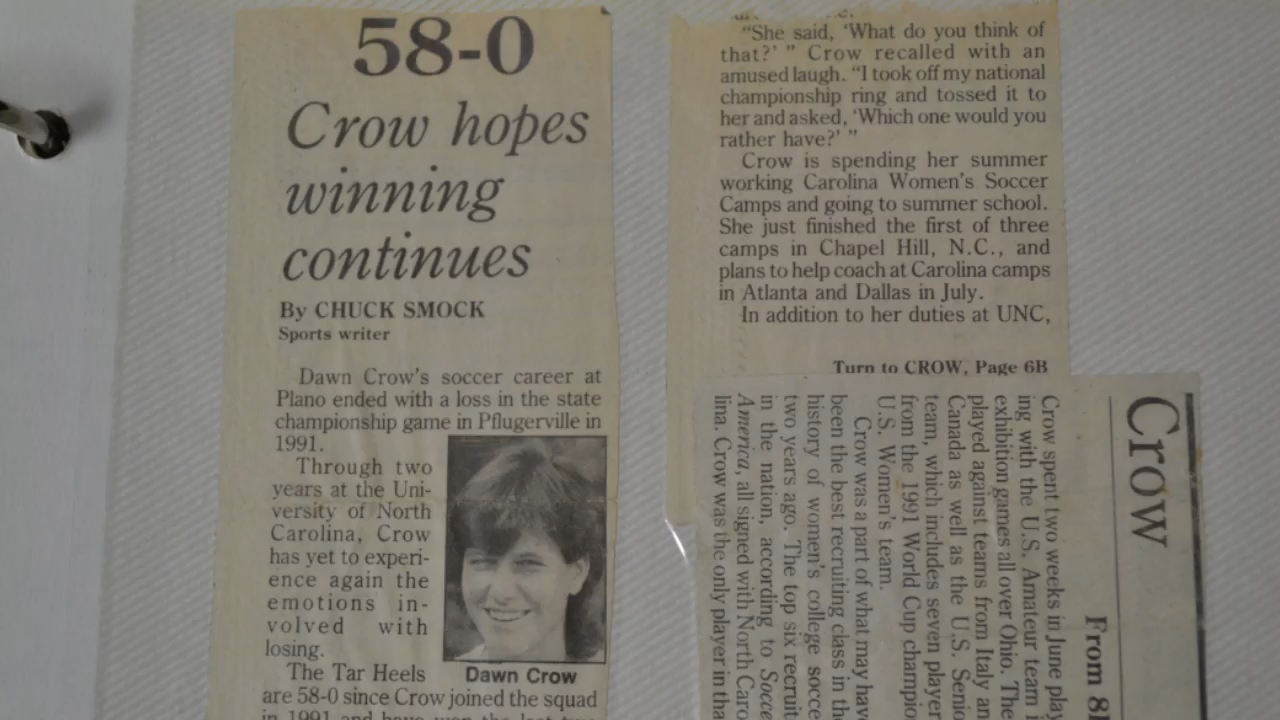 58-0
Crow hopes
winning
continues
By CHUCK SMOCK
Sports writer
Dawn Crow's soccer career at
Plano ended with a loss in the state
championship game in Pflugerville in
1991.
Through two
years at the Uni-
versity of North
Carolina, Crow
has yet to experi-
ence again the
emotions in-
volved with
losing.
The Tar Heels
are 58-0 since Crow joined the squad
in 1991 and have won the last
Dawn Crow
"She said, 'What do you think of
that?' " Crow recalled with an
amused laugh. "I took off my national
championship ring and tossed it to
her and asked, 'Which one would you
rather have?' "
Crow is spending her summer
working Carolina Women's Soccer
Camps and going to summer school.
She just finished the first of three
camps in Chapel Hill, N.C., and
plans to help coach at Carolina camps
in Atlanta and Dallas in July.
In addition to her duties at UNC,
Turn to CROW, Page 6B
Crow
From
Crow spent two weeks in June play
ing with the U.S. Amateur team
exhibition games all over Ohio. The
played against teams from Italy an
Canada as well as the U.S. Senio
team, which includes seven player
from the 1991 World Cup champio
U.S. Women's team.
Crow was a part of what may have
been the best recruiting class in the
history of women's college socce
two years ago. The top six recruit
in the nation, according to Socce
America, all signed with North Caro
lina. Crow was the only player in tha